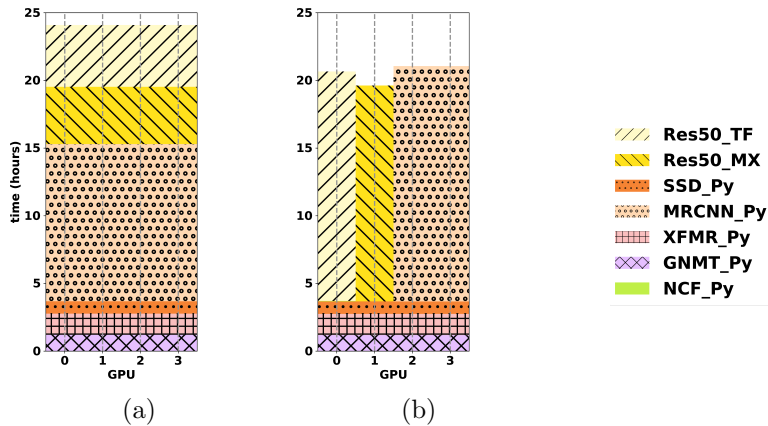 25
20
15
10
5
0
time (hours)
0 1 2 3
GPU
(a)
25
20
15
10
5
0
0 1 2 3
GPU
(b)
Res50_TF
Res50_MX
SSD_Py
MRCNN_Py
XFMR_Py
GNMT_Py
NCF_Py